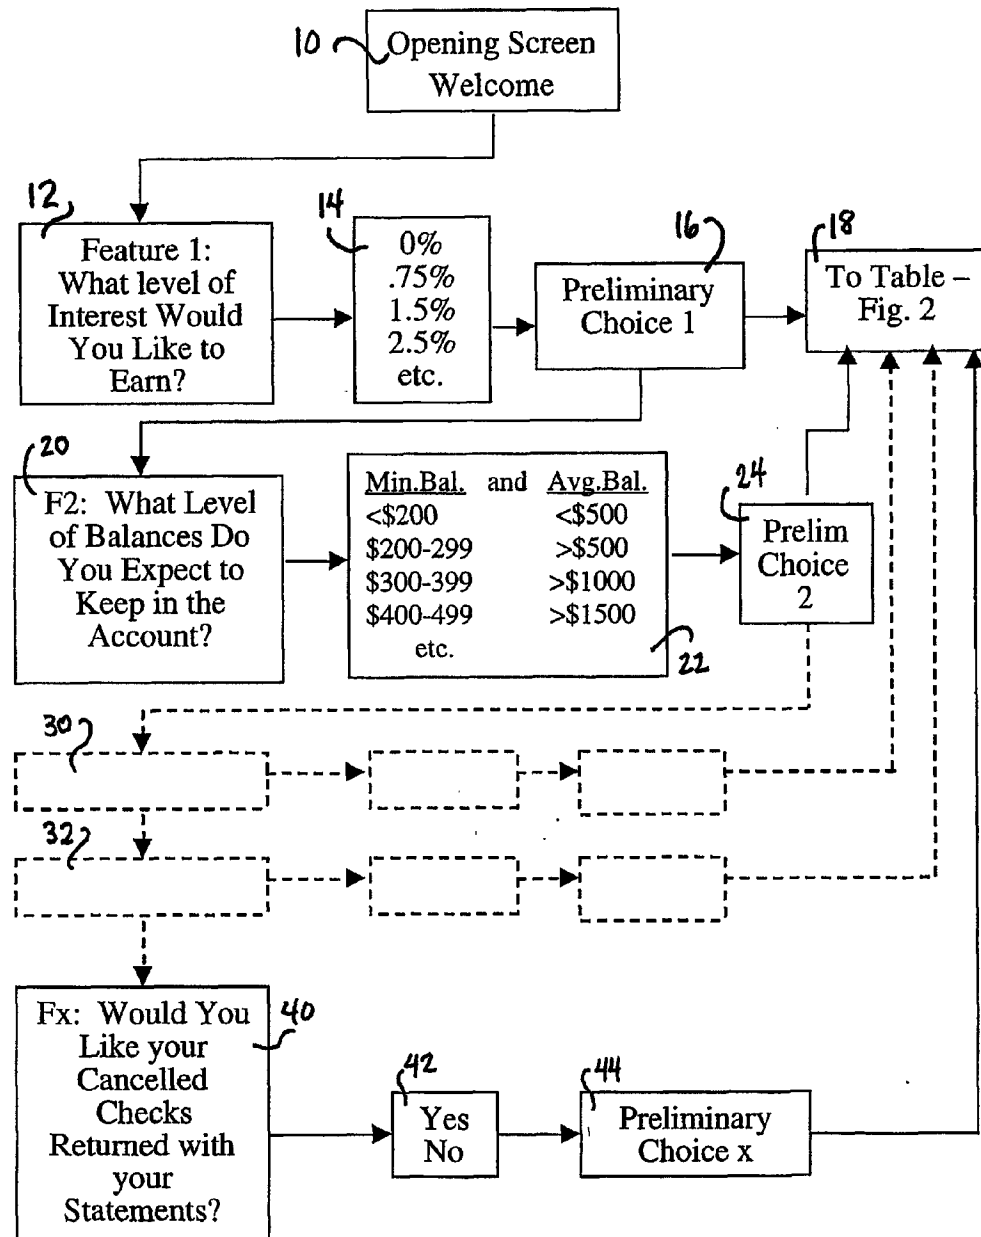 10
Opening Screen
Welcome
12
Feature 1:
What level of
Interest Would
You Like to
Earn?
14
0%
.75%
1.5%
2.5%
etc.
16
Preliminary
Choice 1
18
To Table –
Fig. 2
20
F2: What Level
of Balances Do
You Expect to
Keep in the
Account?
Min.Bal. and Avg.Bal.
<$200 <$500
$200-299 >$500
$300-399 >$1000
$400-499 >$1500
etc.
22
24
Prelim
Choice
2
30
32
Fx: Would You
Like your
Cancelled
Checks
Returned with
your
Statements?
40
42
Yes
No
44
Preliminary
Choice x